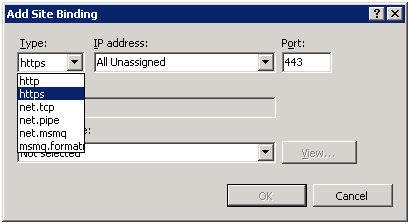 Add Site Binding
Type: IP address: Port:
https All Unassigned 443
http
https
net.tcp
net.pipe
net.msmq
msmq.format
Not selected View...
OK Cancel